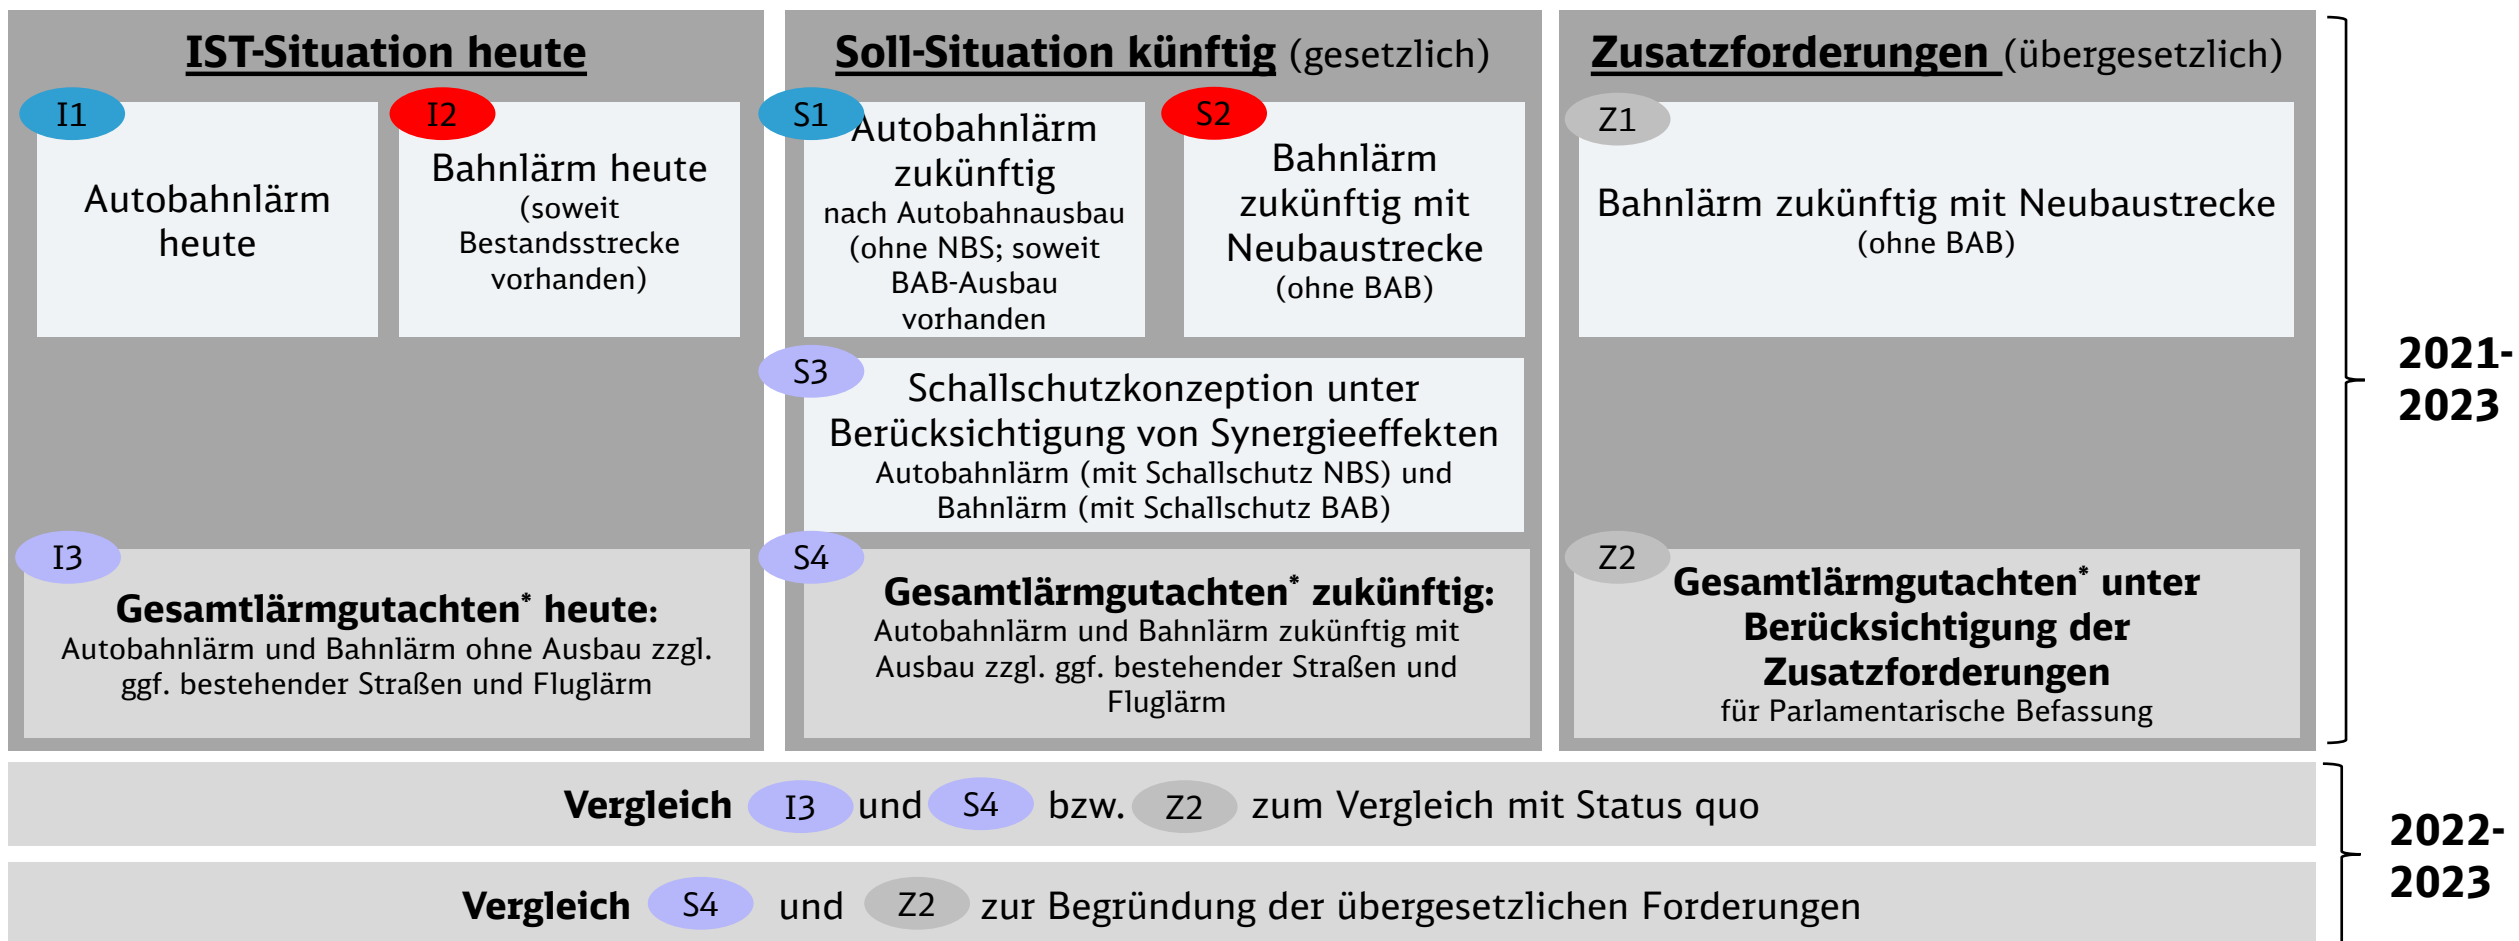 IST-Situation heute
I1
Autobahnlärm
heute
I2
Bahnlärm heute
(soweit
Bestandsstrecke
vorhanden)
I3
Gesamtlärmgutachten* heute:
Autobahnlärm und Bahnlärm ohne Ausbau zzgl.
ggf. bestehender Straßen und Fluglärm
Soll-Situation künftig (gesetzlich)
S1
Autobahnlärm
zukünftig
nach Autobahnausbau
(ohne NBS; soweit
BAB-Ausbau
vorhanden
S2
Bahnlärm
zukünftig mit
Neubaustrecke
(ohne BAB)
S3
Schallschutzkonzeption unter
Berücksichtigung von Synergieeffekten
Autobahnlärm (mit Schallschutz NBS) und
Bahnlärm (mit Schallschutz BAB)
S4
Gesamtlärmgutachten* zukünftig:
Autobahnlärm und Bahnlärm zukünftig mit
Ausbau zzgl. ggf. bestehender Straßen und
Fluglärm
Zusatzforderungen (übergesetzlich)
Z1
Bahnlärm zukünftig mit Neubaustrecke
(ohne BAB)
Z2
Gesamtlärmgutachten* unter
Berücksichtigung der
Zusatzforderungen
für Parlamentarische Befassung
2021-
2023
Vergleich I3 und S4 bzw. Z2 zum Vergleich mit Status quo
Vergleich S4 und Z2 zur Begründung der übergesetzlichen Forderungen
2022-
2023